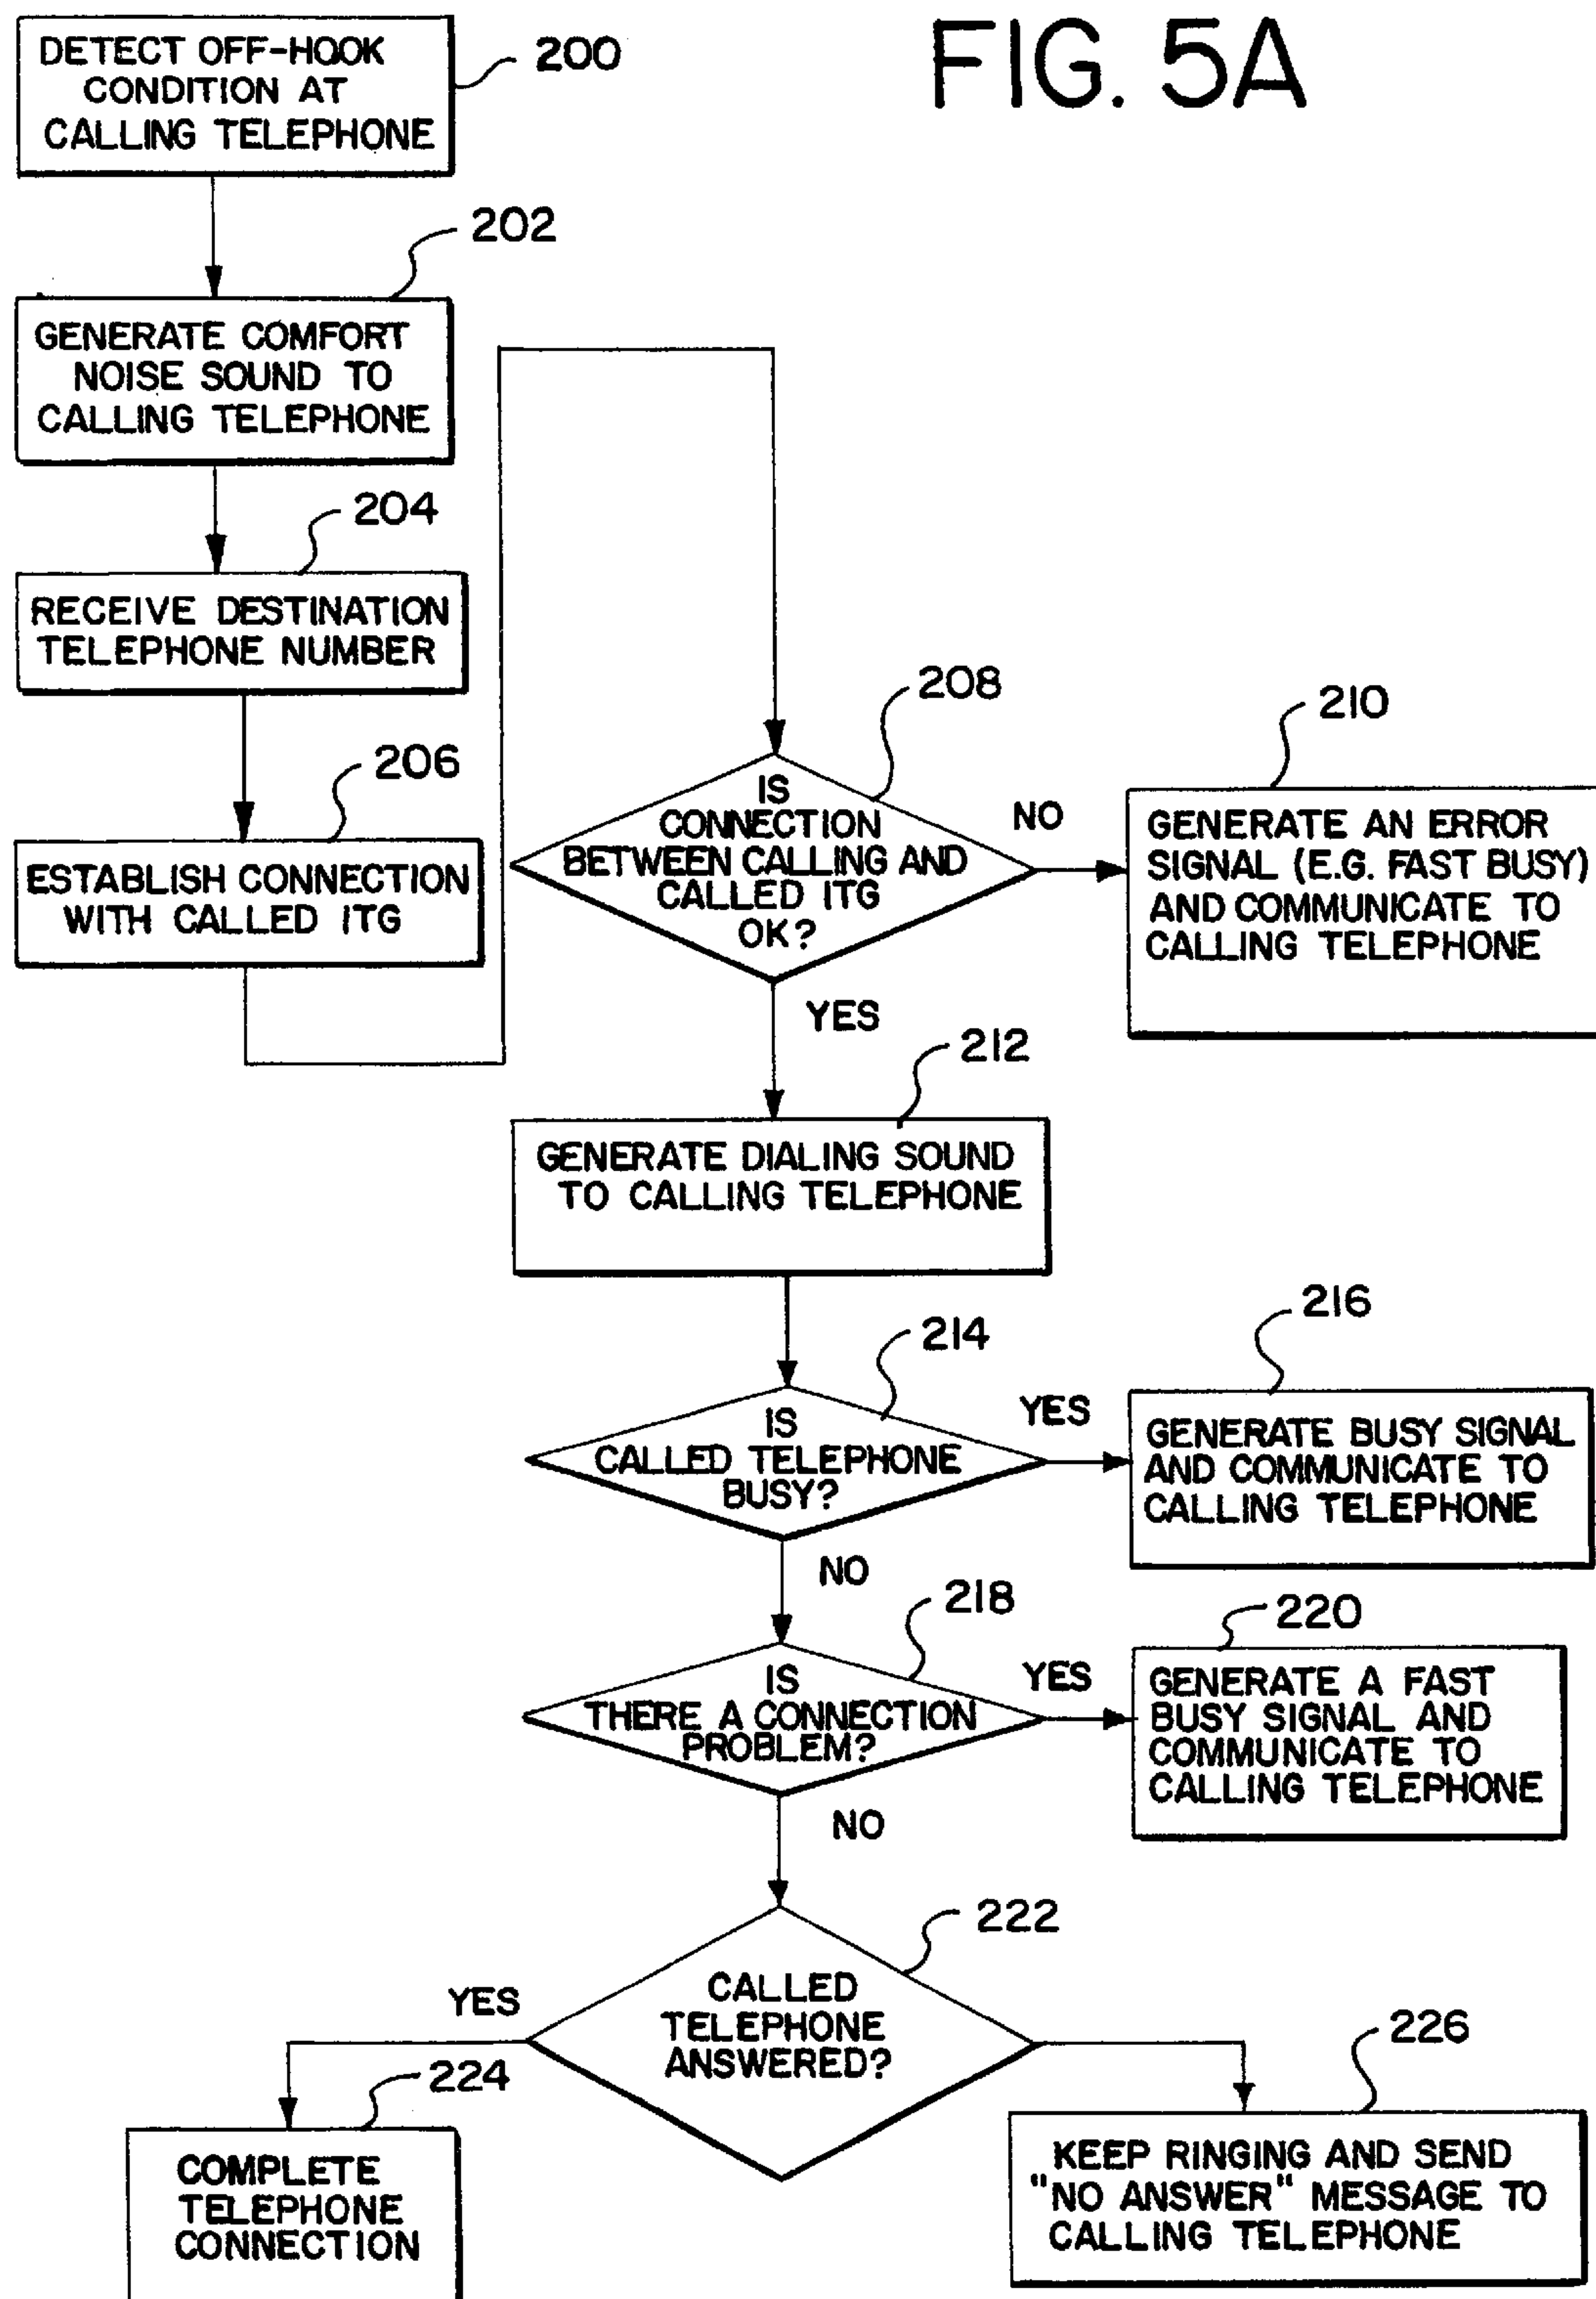 FIG. 5A
DETECT OFF-HOOK
CONDITION AT
CALLING TELEPHONE
200
202
GENERATE COMFORT
NOISE SOUND TO
CALLING TELEPHONE
204
RECEIVE DESTINATION
TELEPHONE NUMBER
206
ESTABLISH CONNECTION
WITH CALLED ITG
208
IS
CONNECTION
BETWEEN CALLING AND
CALLED ITG
OK?
NO
210
GENERATE AN ERROR
SIGNAL (E.G. FAST BUSY)
AND COMMUNICATE TO
CALLING TELEPHONE
YES
212
GENERATE DIALING SOUND
TO CALLING TELEPHONE
214
IS
CALLED TELEPHONE
BUSY?
YES
216
GENERATE BUSY SIGNAL
AND COMMUNICATE TO
CALLING TELEPHONE
NO
218
IS
THERE A CONNECTION
PROBLEM?
YES
220
GENERATE A FAST
BUSY SIGNAL AND
COMMUNICATE TO
CALLING TELEPHONE
NO
222
CALLED
TELEPHONE
ANSWERED?
YES
224
COMPLETE
TELEPHONE
CONNECTION
226
KEEP RINGING AND SEND
"NO ANSWER" MESSAGE TO
CALLING TELEPHONE